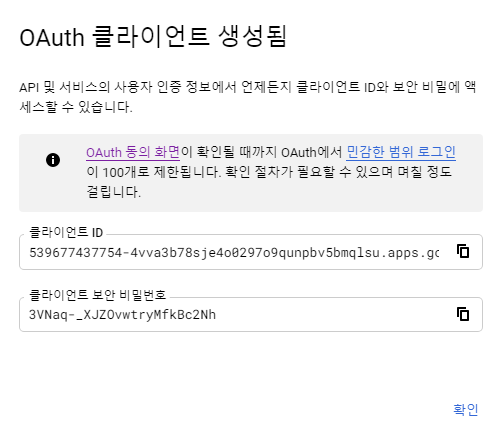 OAuth 클라이언트 생성됨
API 및 서비스의 사용자 인증 정보에서 언제든지 클라이언트 ID와 보안 비밀에 액
세스할 수 있습니다.
OAuth 동의 화면이 확인될 때까지 OAuth에서 민감한 범위 로그인
이 100개로 제한됩니다. 확인 절차가 필요할 수 있으며 며칠 정도
걸립니다.
클라이언트 ID
539677437754-4vva3b78sje4o0297o9qunpbv5bmqlsu.apps.gc
클라이언트 보안 비밀번호
3VNaq-_XJZOvwtryMfkBc2Nh
확인